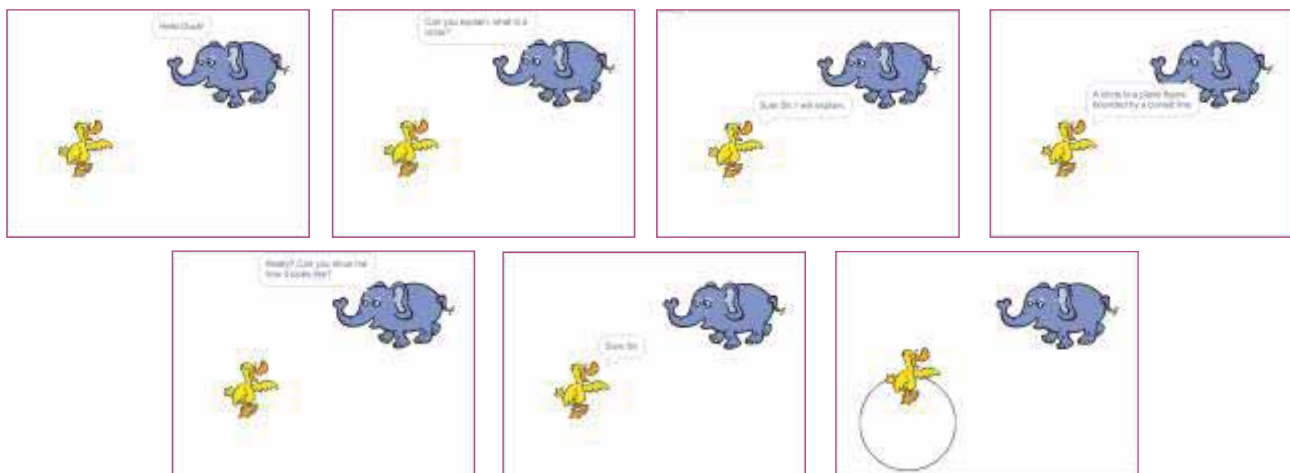 Hello Duck!
Can you explain, what is a
circle?
Sure Sir, I will explain.
A circle is a plane figure
bounded by a curved line.
Really? Can you show me
how it looks like?
Sure Sir.